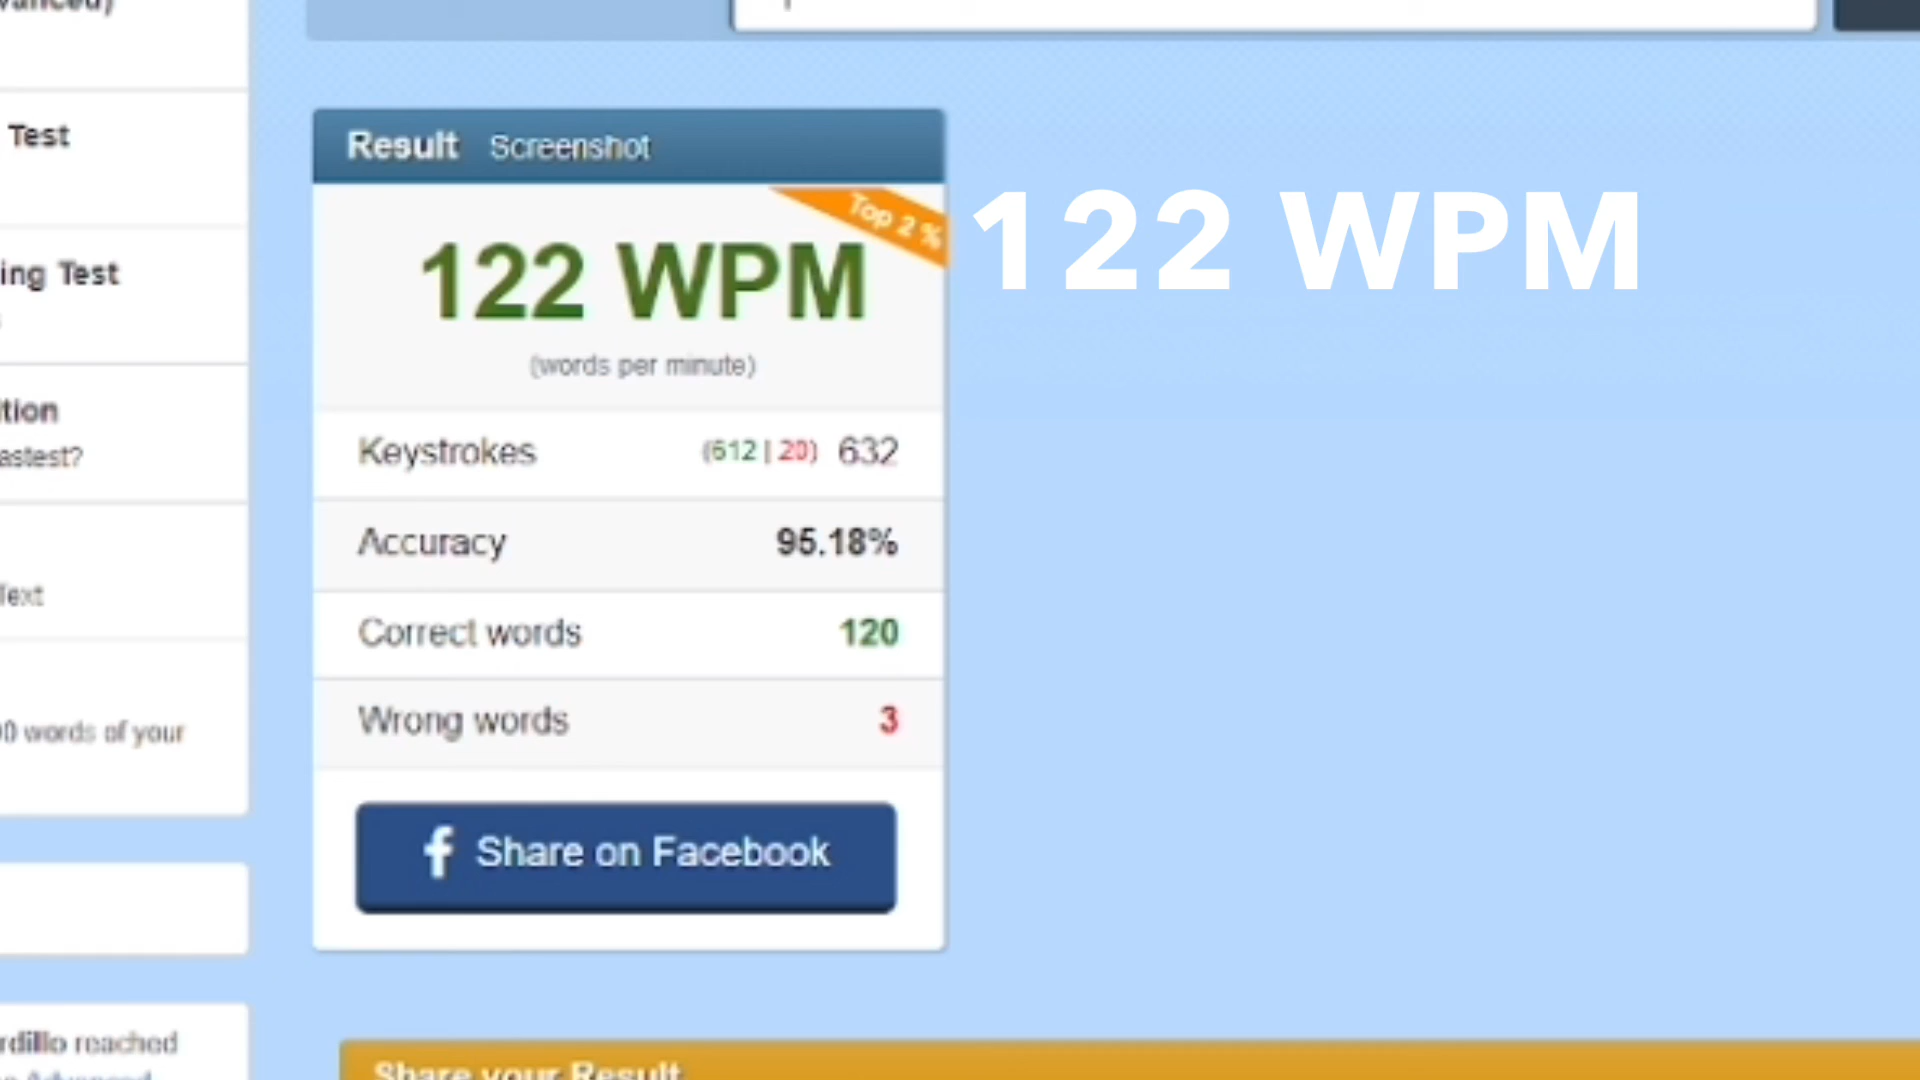 Test
ing Test
tion
astest?
Text
words of your
rdillo reached
Result Screenshot
Top 2 %
122 WPM
(words per minute)
Keystrokes (612 | 20) 632
Accuracy 95.18%
Correct words 120
Wrong words 3
f Share on Facebook
122 WPM
Share your Result